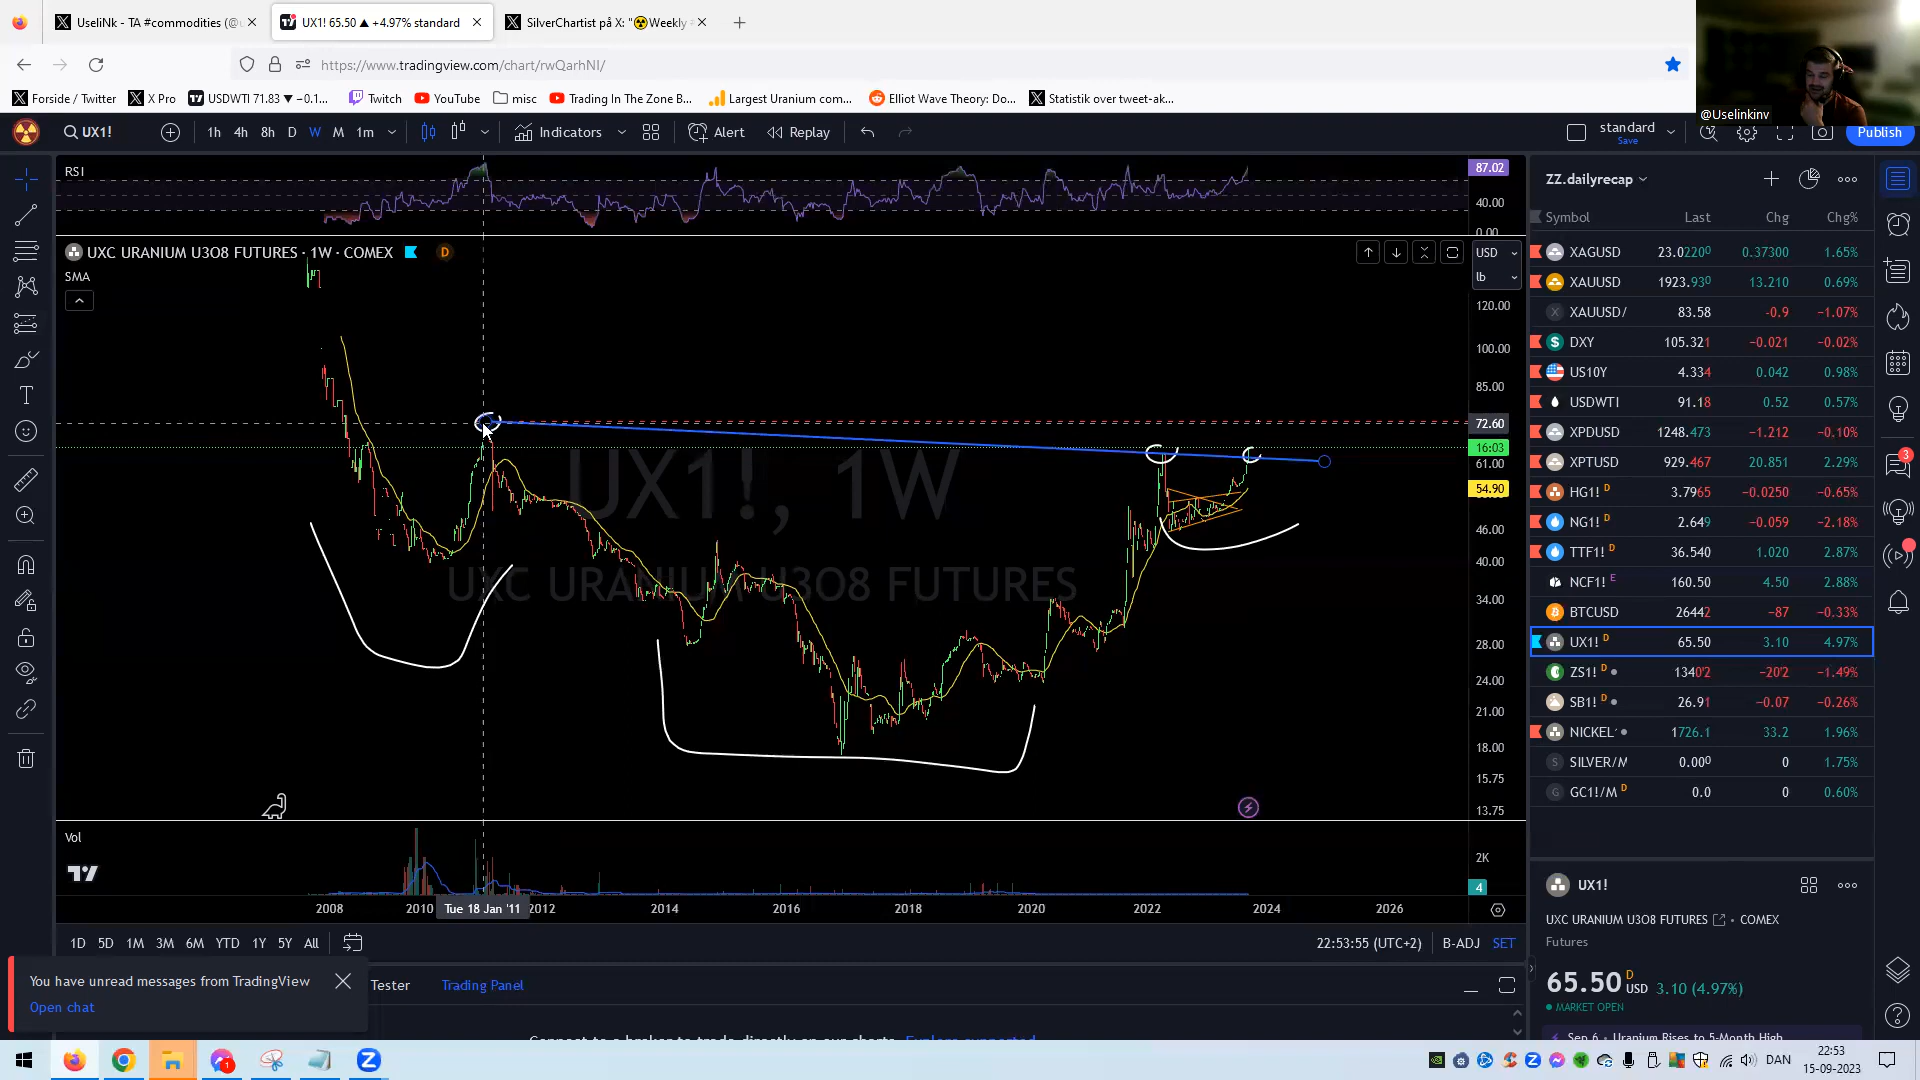 UseliNk - TA #commodities (@u
UX1! 65.50 ▲ +4.97% standard
SilverChartist på X: "☢Weekly
https://www.tradingview.com/chart/rwQarhNI/
Forside / Twitter
X Pro
USDWTI 71.83 ▼ −0.1...
Twitch
YouTube
misc
Trading In The Zone B...
Largest Uranium com...
Elliot Wave Theory: Do...
Statistik over tweet-ak...
@Uselinkinv
UX1!
1h 4h 8h D W M 1m
Indicators
Alert
Replay
standard
Save
Publish
RSI
87.02
40.00
0.00
UXC URANIUM U3O8 FUTURES · 1W · COMEX D
SMA
USD
lb
120.00
100.00
85.00
72.60
16:03
61.00
54.90
46.00
40.00
34.00
28.00
24.00
21.00
18.00
15.75
13.75
UX1!, 1W
UXC URANIUM U3O8 FUTURES
Vol
2K
4
2008 2010 Tue 18 Jan '11 2012 2014 2016 2018 2020 2022 2024 2026
1D 5D 1M 3M 6M YTD 1Y 5Y All
22:53:55 (UTC+2)
B-ADJ
SET
You have unread messages from TradingView
Open chat
Tester
Trading Panel
Connect to a broker to trade directly on our charts. Explore supported
ZZ.dailyrecap
Symbol Last Chg Chg%
XAGUSD 23.0220⁰ 0.37300 1.65%
XAUUSD 1923.93⁰ 13.210 0.69%
XAUUSD/ 83.58 -0.9 −1.07%
DXY 105.321 −0.021 −0.02%
US10Y 4.334 0.042 0.98%
USDWTI 91.18 0.52 0.57%
XPDUSD 1248.473 −1.212 −0.10%
XPTUSD 929.467 20.851 2.29%
HG1! D 3.7965 −0.0250 −0.65%
NG1! D 2.649 −0.059 −2.18%
TTF1! D 36.540 1.020 2.87%
NCF1! E 160.50 4.50 2.88%
BTCUSD 26442 −87 −0.33%
UX1! D 65.50 3.10 4.97%
ZS1! D 1340'2 −20'2 −1.49%
SB1! D 26.91 −0.07 −0.26%
NICKEL 1726.1 33.2 1.96%
SILVER/M 0.00⁰ 0 1.75%
GC1!/M D 0.0 0 0.60%
3
UX1!
UXC URANIUM U3O8 FUTURES • COMEX
Futures
65.50 D USD 3.10 (4.97%)
MARKET OPEN
Sep 6 · Uranium Rises to 5-Month High
1
DAN
22:53
15-09-2023